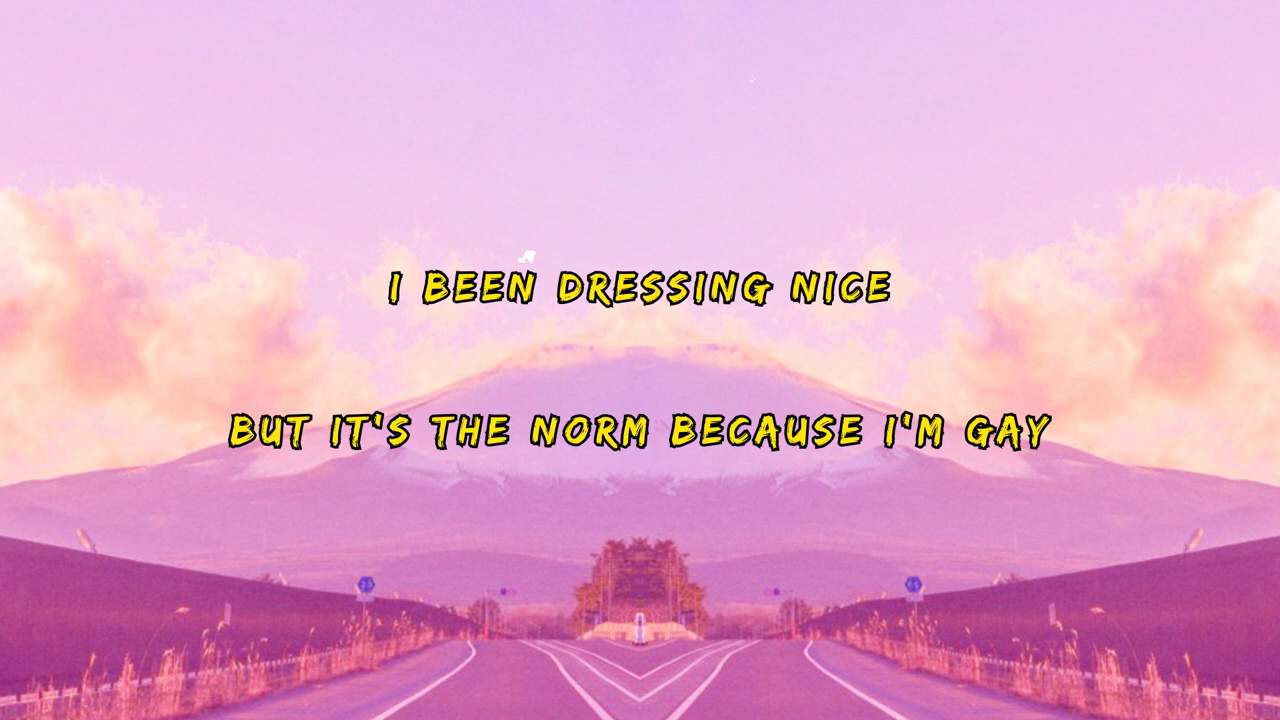 I BEEN DRESSING NICE
BUT IT'S THE NORM BECAUSE I'M GAY